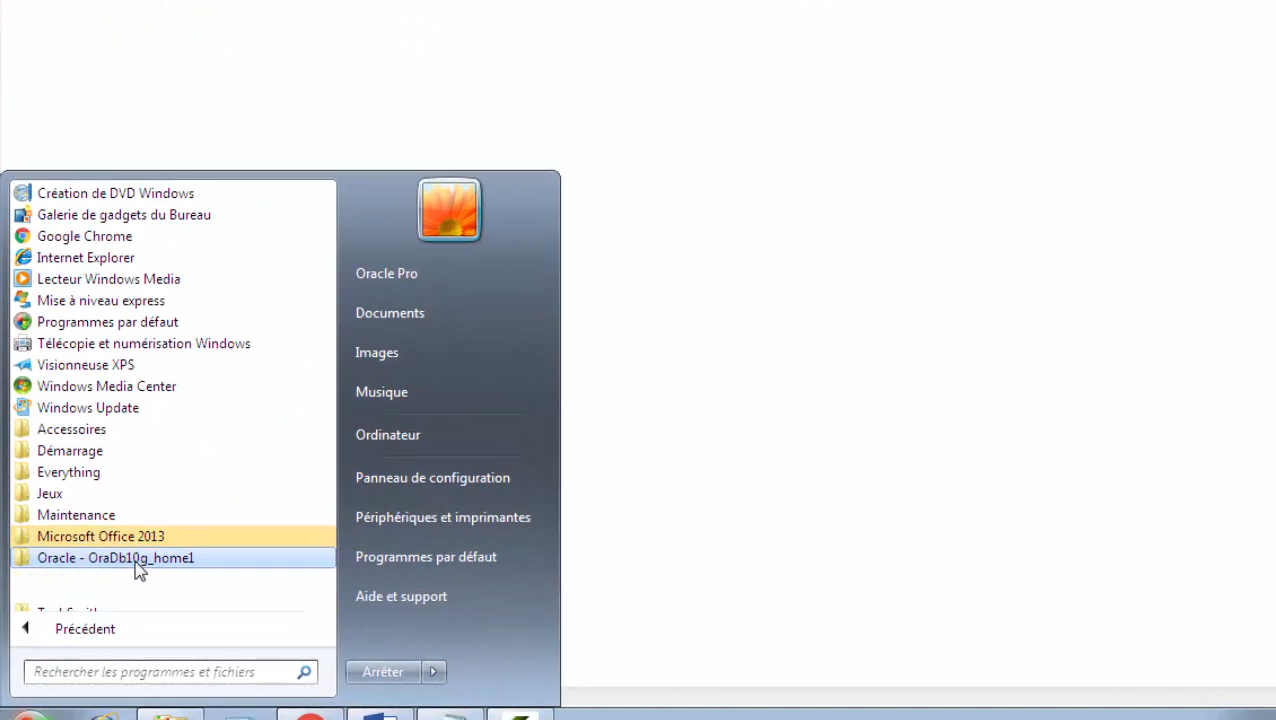 Création de DVD Windows
Galerie de gadgets du Bureau
Google Chrome
Internet Explorer
Lecteur Windows Media
Mise à niveau express
Programmes par défaut
Télécopie et numérisation Windows
Visionneuse XPS
Windows Media Center
Windows Update
Accessoires
Démarrage
Everything
Jeux
Maintenance
Microsoft Office 2013
Oracle - OraDb10g_home1
Précédent
Rechercher les programmes et fichiers
Oracle Pro
Documents
Images
Musique
Ordinateur
Panneau de configuration
Périphériques et imprimantes
Programmes par défaut
Aide et support
Arrêter